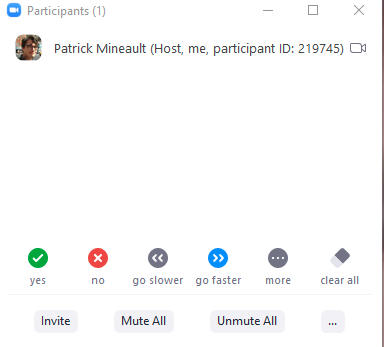 Participants (1)
Patrick Mineault (Host, me, participant ID: 219745)
yes no go slower go faster more clear all
Invite Mute All Unmute All ...